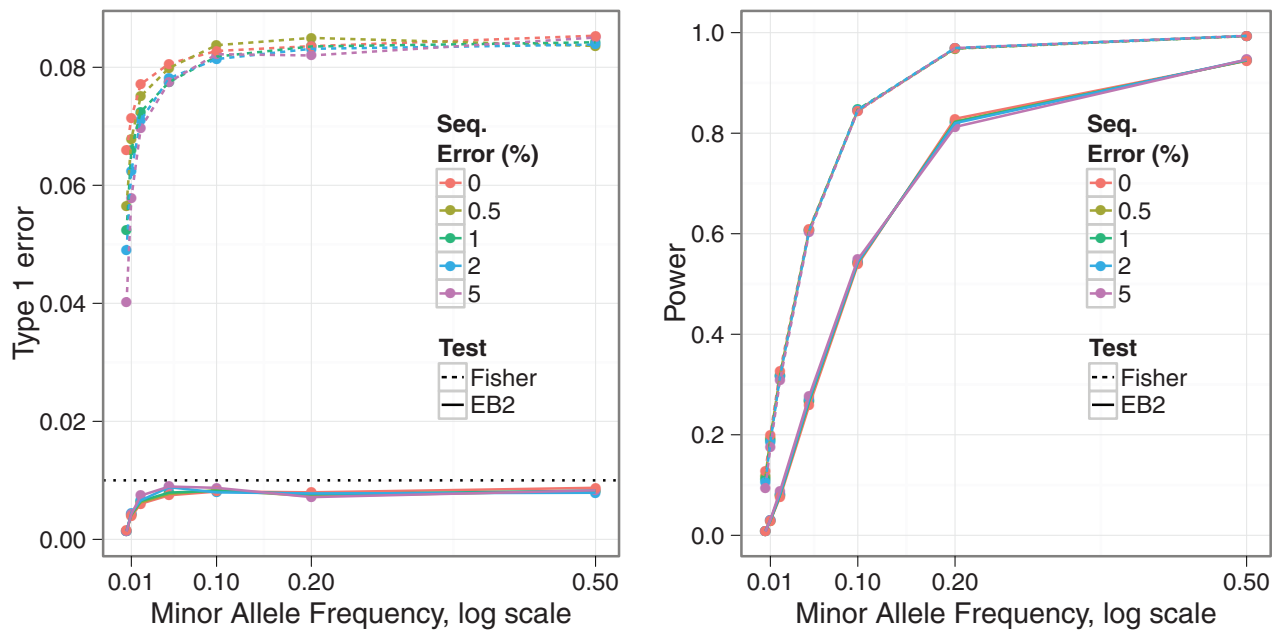 Type 1 error
0.08
0.06
0.04
0.02
0.00
Seq.
Error (%)
0
0.5
1
2
5
Test
Fisher
EB2
0.01 0.10 0.20 0.50
Minor Allele Frequency, log scale
Power
1.0
0.8
0.6
0.4
0.2
0.0
Seq.
Error (%)
0
0.5
1
2
5
Test
Fisher
EB2
0.01 0.10 0.20 0.50
Minor Allele Frequency, log scale